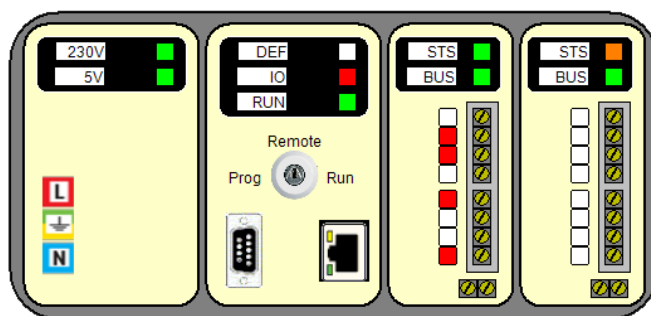 230V
5V
L
N
DEF
IO
RUN
Remote
Prog Run
STS
BUS
STS
BUS